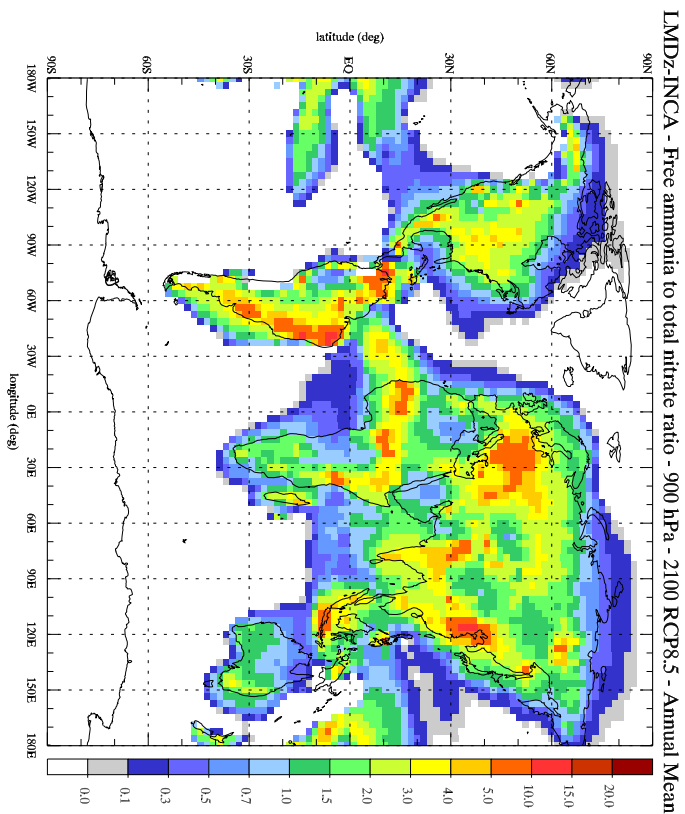 LMDz-INCA - Free ammonia to total nitrate ratio - 900 hPa - 2100 RCP8.5 - Annual Mean
latitude (deg)
90N
60N
30N
EQ
30S
60S
90S
180W
150W
120W
90W
60W
30W
0E
30E
60E
90E
120E
150E
180E
longitude (deg)
0.0
0.1
0.3
0.5
0.7
1.0
1.5
2.0
3.0
4.0
5.0
10.0
15.0
20.0